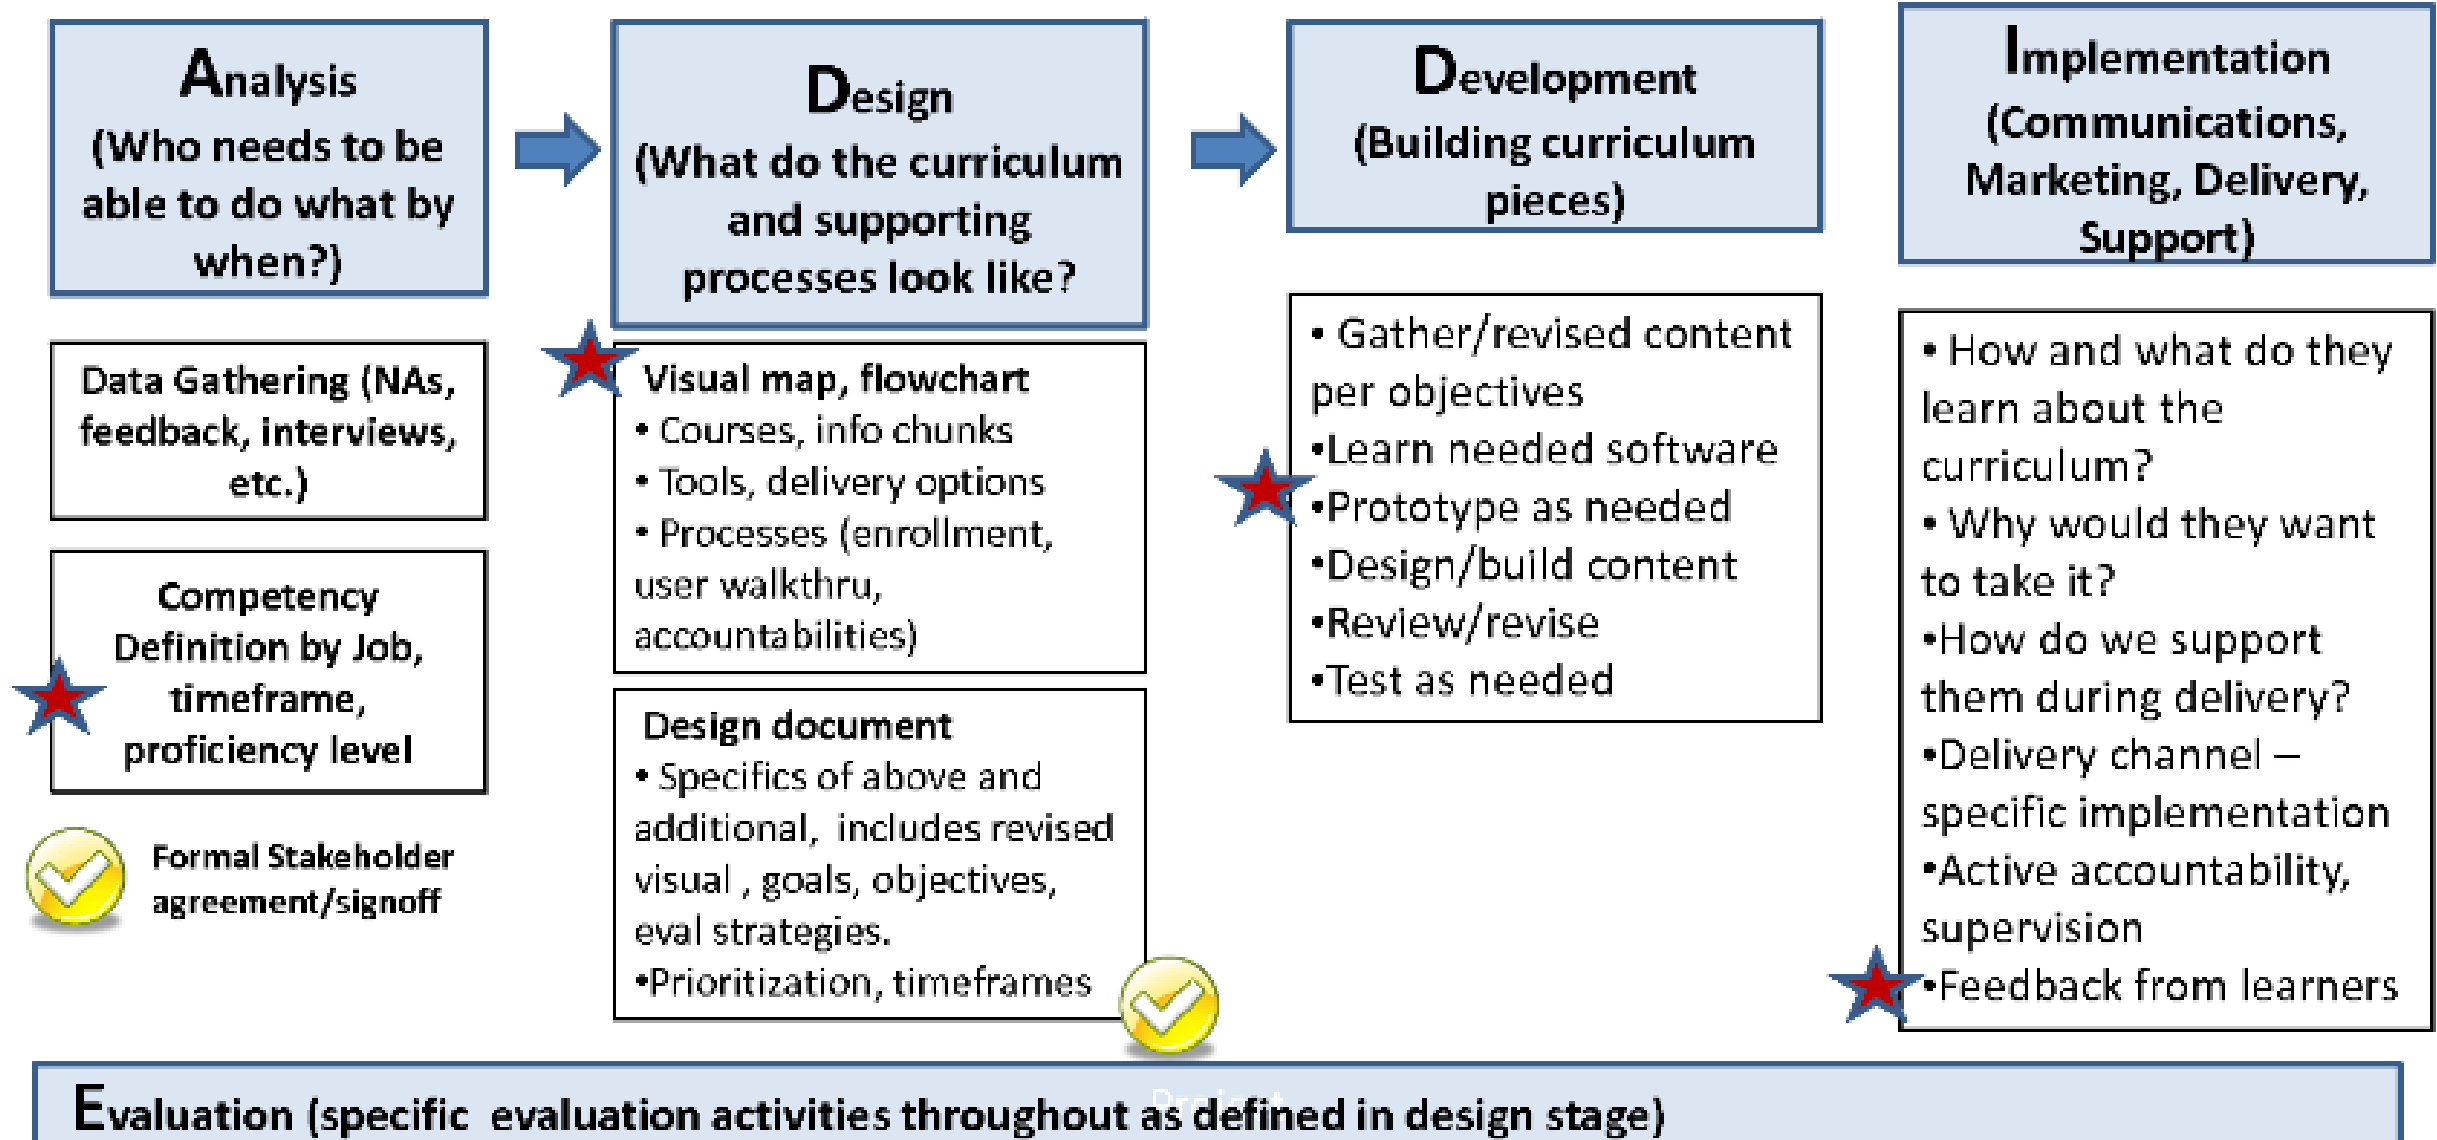 Analysis
(Who needs to be
able to do what by
when?)
Data Gathering (NAs,
feedback, interviews,
etc.)
Competency
Definition by Job,
timeframe,
proficiency level
Formal Stakeholder
agreement/signoff
Design
(What do the curriculum
and supporting
processes look like?
Visual map, flowchart
• Courses, info chunks
• Tools, delivery options
• Processes (enrollment,
user walkthru,
accountabilities)
Design document
• Specifics of above and
additional, includes revised
visual , goals, objectives,
eval strategies.
•Prioritization, timeframes
Development
(Building curriculum
pieces)
• Gather/revised content
per objectives
•Learn needed software
•Prototype as needed
•Design/build content
•Review/revise
•Test as needed
Implementation
(Communications,
Marketing, Delivery,
Support)
• How and what do they
learn about the
curriculum?
• Why would they want
to take it?
•How do we support
them during delivery?
•Delivery channel –
specific implementation
•Active accountability,
supervision
•Feedback from learners
Project
Evaluation (specific evaluation activities throughout as defined in design stage)